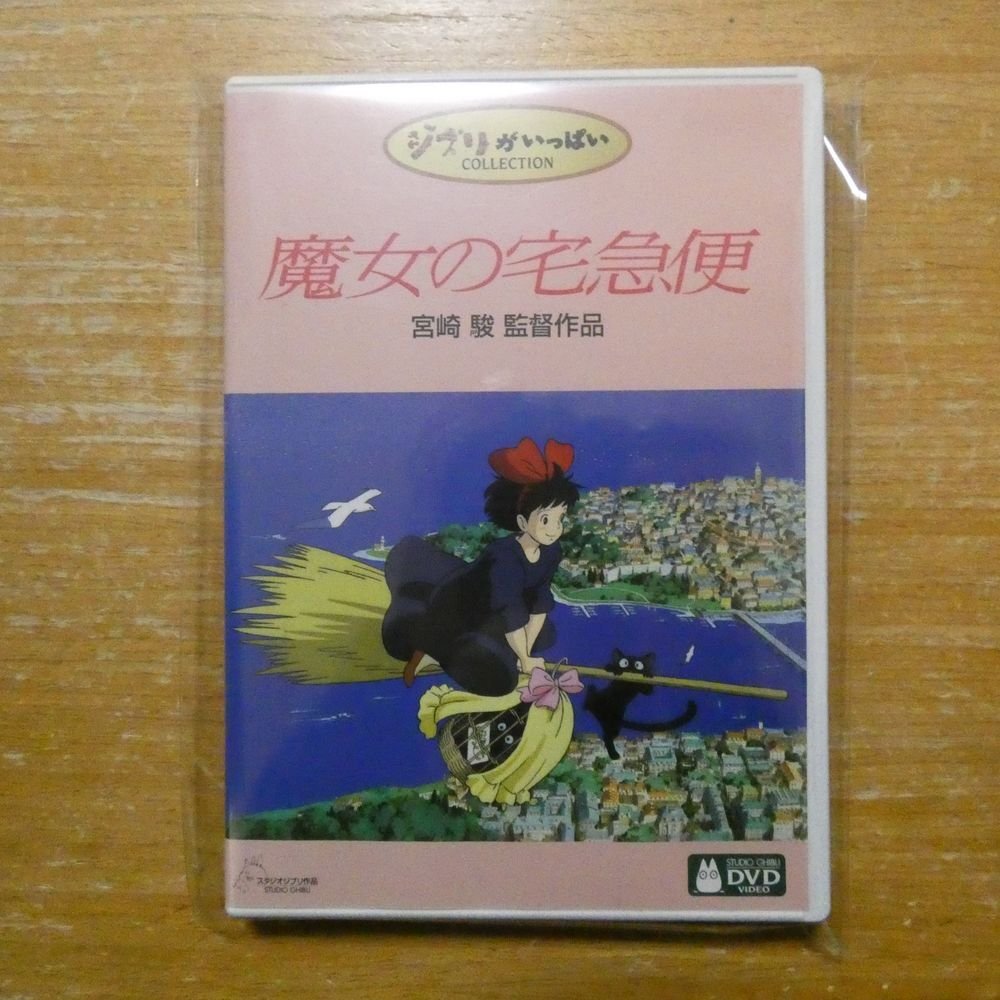 ジブリがいっぱい
COLLECTION
魔女の宅急便
宮崎 駿 監督作品
スタジオジブリ作品
STUDIO GHIBLI
STUDIO GHIBLI
DVD
VIDEO